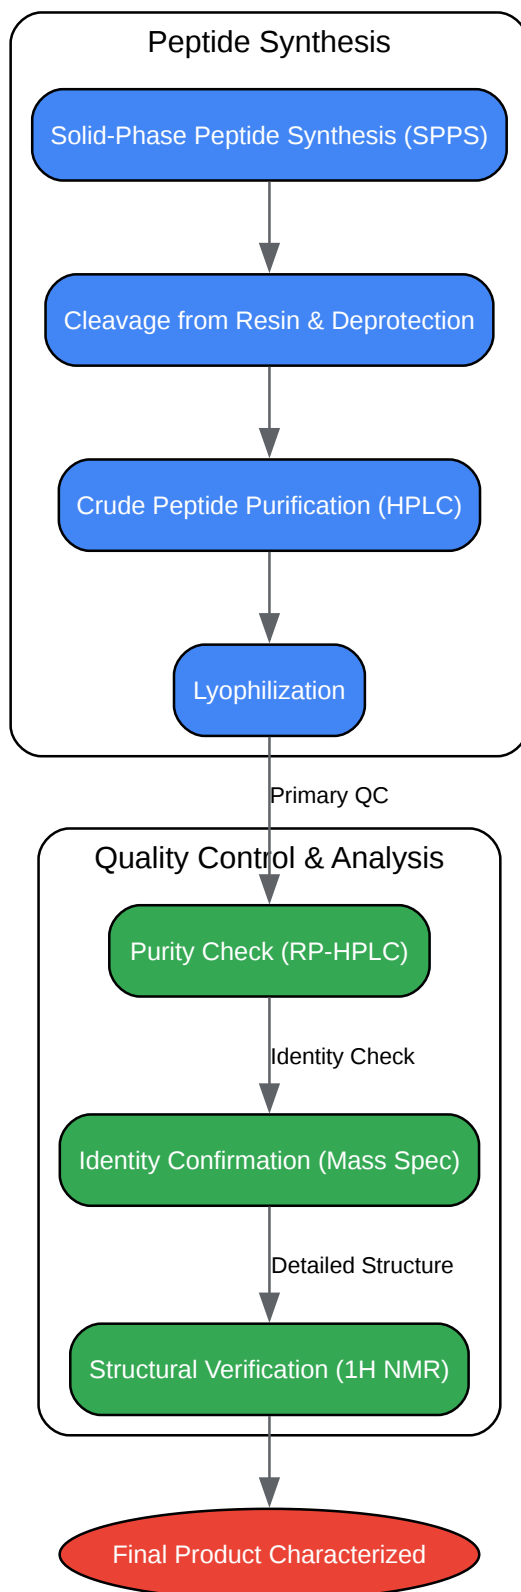 Peptide Synthesis
Solid-Phase Peptide Synthesis (SPPS)
Cleavage from Resin & Deprotection
Crude Peptide Purification (HPLC)
Lyophilization
Primary QC
Quality Control & Analysis
Purity Check (RP-HPLC)
Identity Check
Identity Confirmation (Mass Spec)
Detailed Structure
Structural Verification (1H NMR)
Final Product Characterized